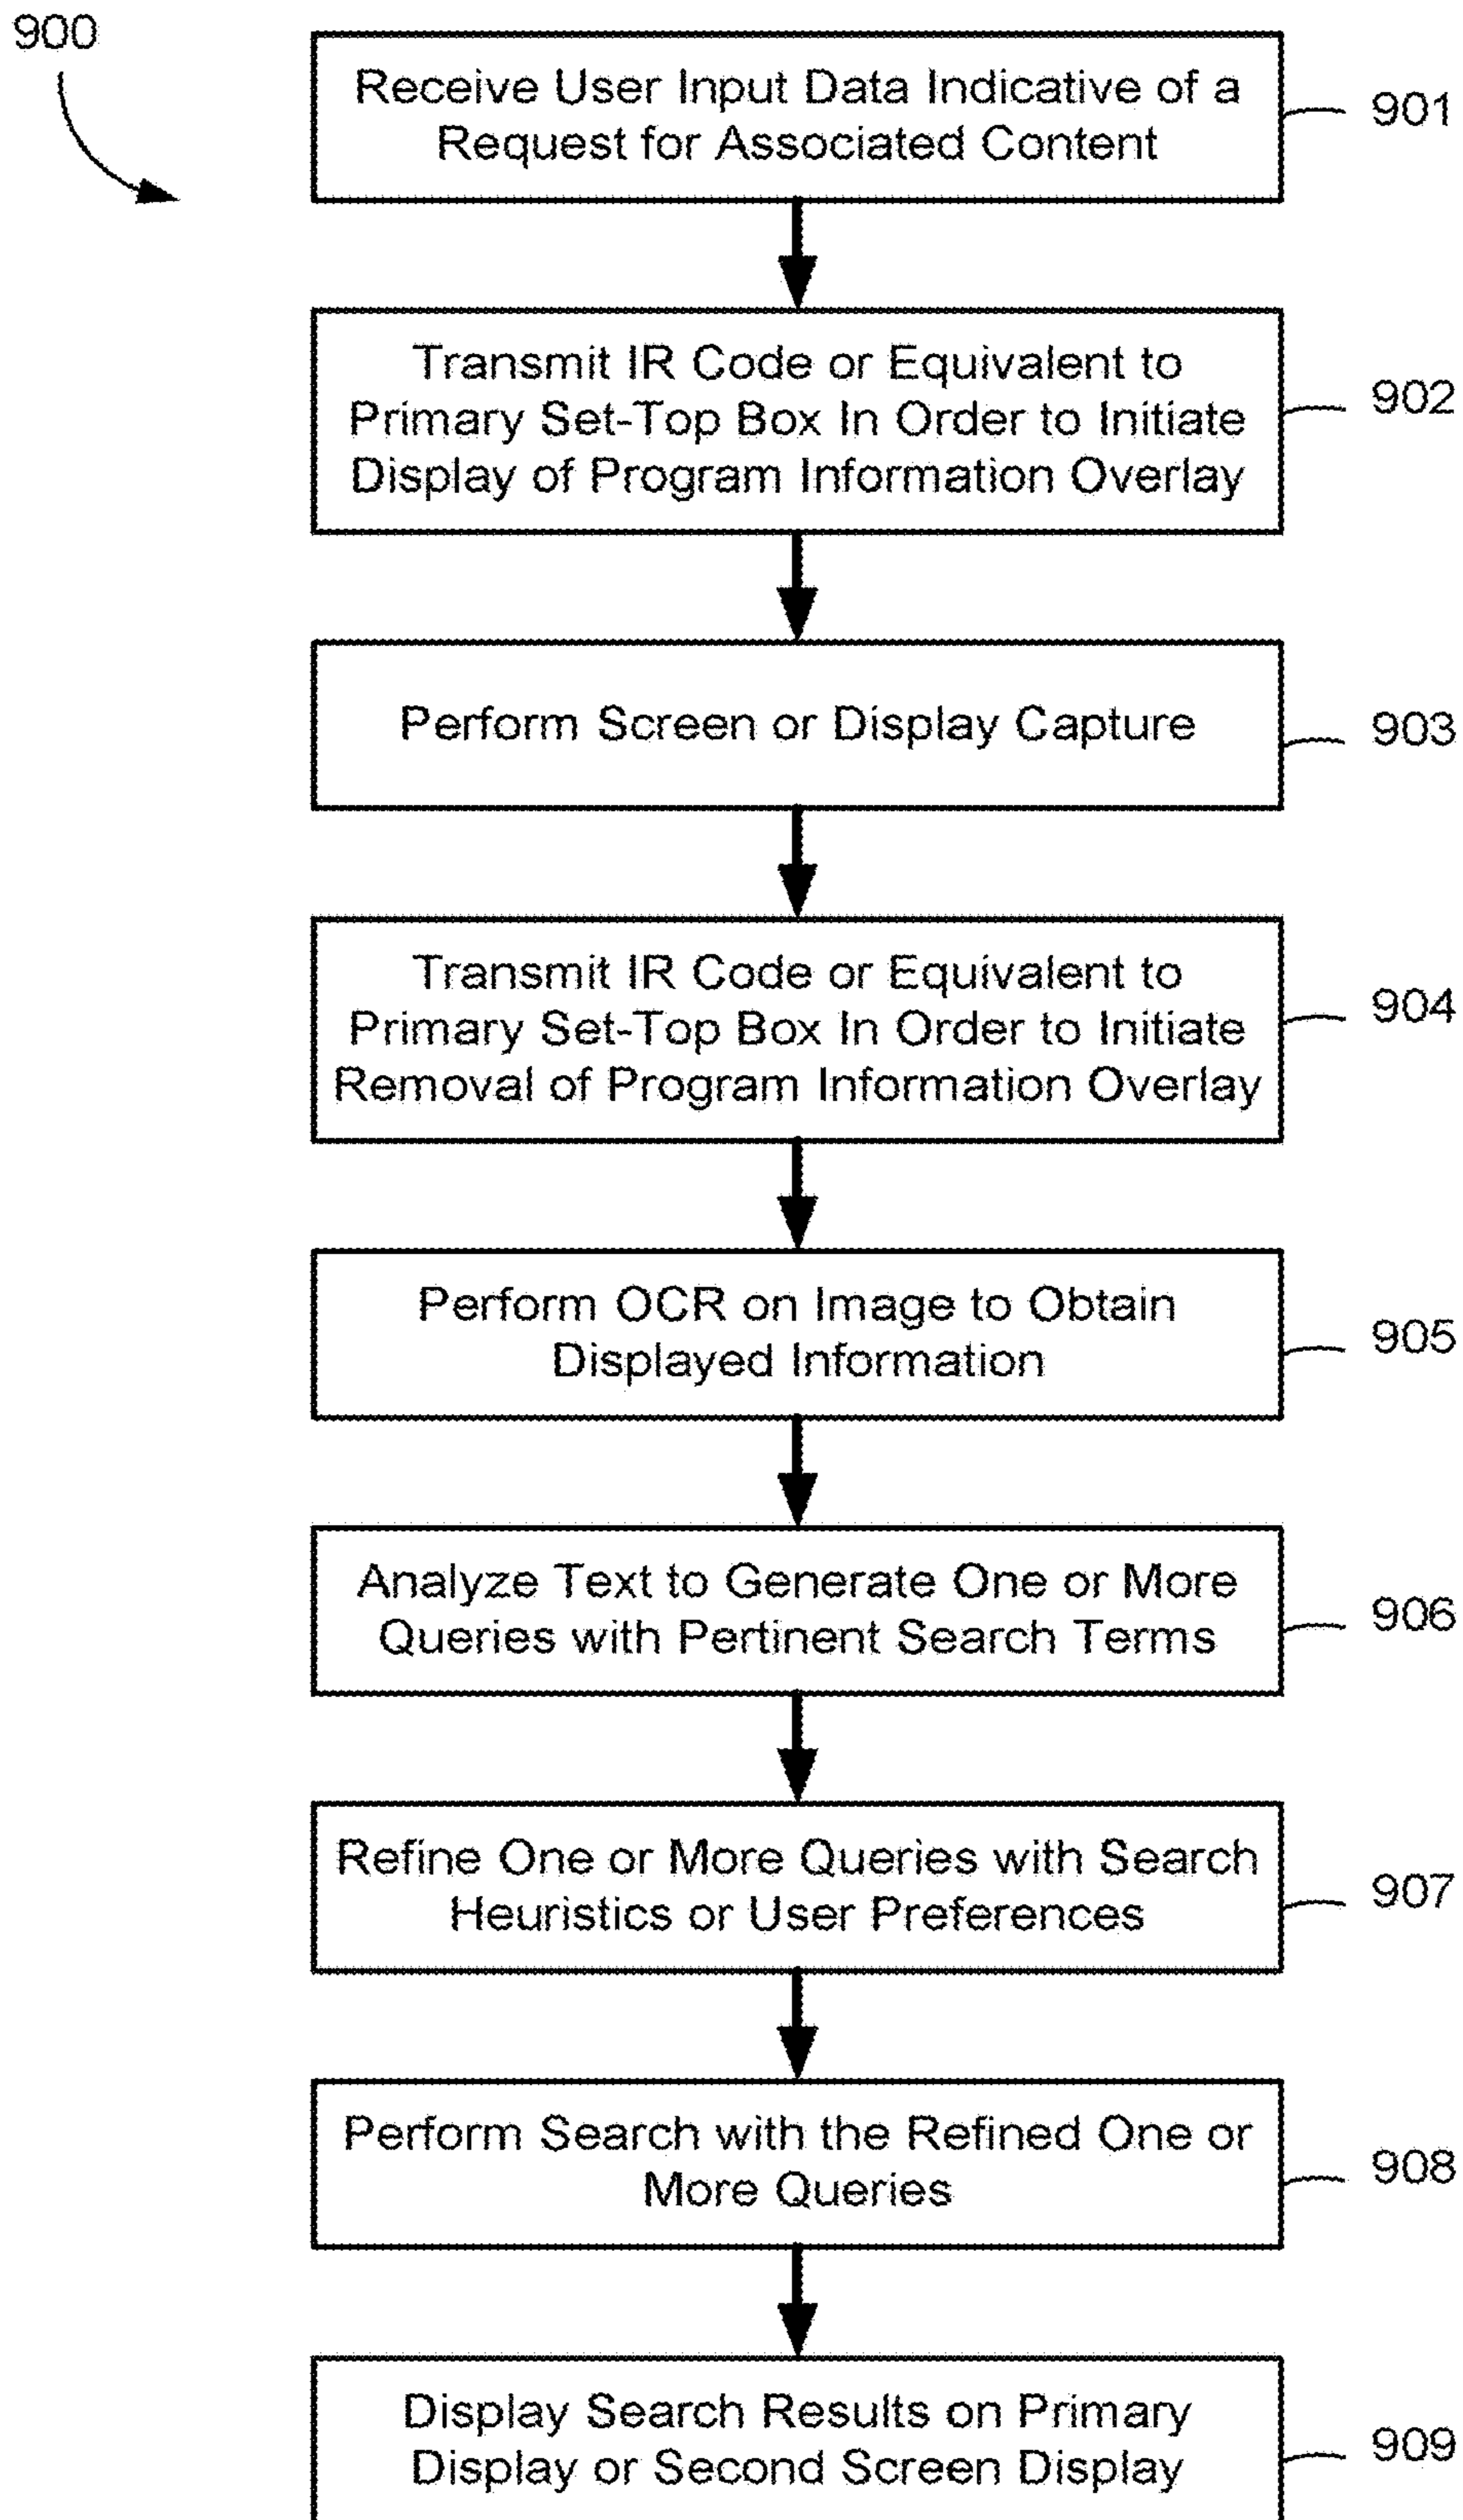 900
Receive User Input Data Indicative of a
Request for Associated Content
901
Transmit IR Code or Equivalent to
Primary Set-Top Box In Order to Initiate
Display of Program Information Overlay
902
Perform Screen or Display Capture
903
Transmit IR Code or Equivalent to
Primary Set-Top Box In Order to Initiate
Removal of Program Information Overlay
904
Perform OCR on Image to Obtain
Displayed Information
905
Analyze Text to Generate One or More
Queries with Pertinent Search Terms
906
Refine One or More Queries with Search
Heuristics or User Preferences
907
Perform Search with the Refined One or
More Queries
908
Display Search Results on Primary
Display or Second Screen Display
909